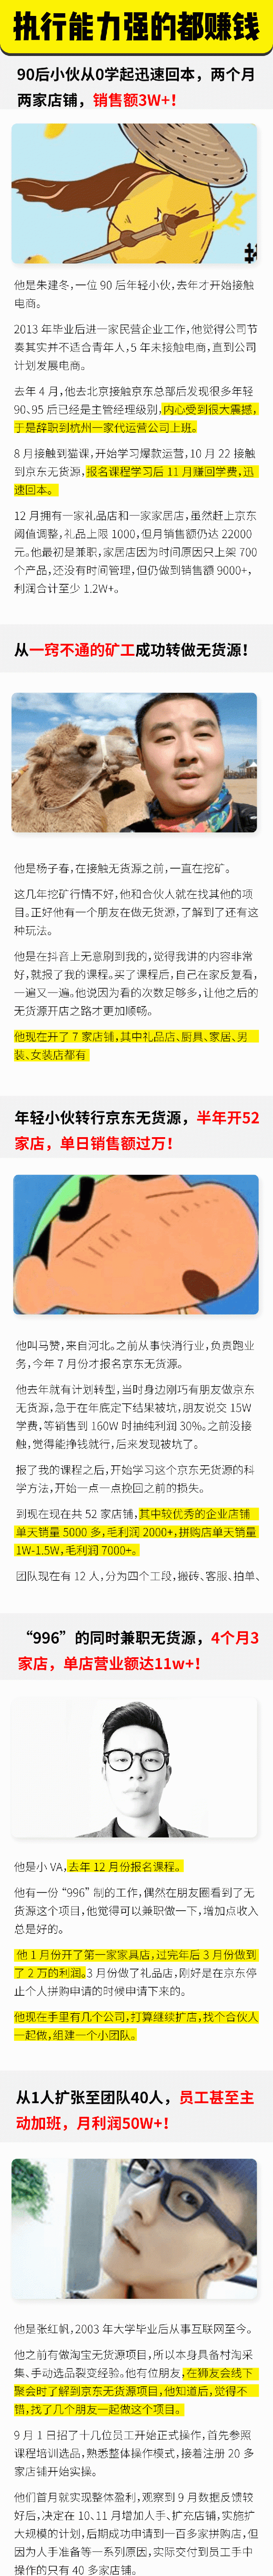 执行能力强的都赚钱
90后小伙从0学起迅速回本，两个月
两家店铺，销售额3W+！
他是朱建冬，一位 90 后年轻小伙，去年才开始接触
电商。
2013 年毕业后进一家民营企业工作，他觉得公司节
奏其实并不适合青年人，5 年未接触电商，直到公司
计划发展电商。
去年 4 月，他去北京接触京东总部后发现很多年轻
90、95 后已经是主管经理级别，内心受到很大震撼，
于是辞职到杭州一家代运营公司上班。
8 月接触到猫课，开始学习爆款运营，10 月 22 接触
到京东无货源，报名课程学习后 11 月赚回学费，迅
速回本。
12 月拥有一家礼品店和一家家居店，虽然赶上京东
阈值调整，礼品上限 1000，但月销售额仍达 22000
元。他最初是兼职，家居店因为时间原因只上架 700
个产品，还没有时间管理，但仍做到销售额 9000+，
利润合计至少 1.2W+。
从一窍不通的矿工成功转做无货源！
他是杨子春，在接触无货源之前，一直在挖矿。
这几年挖矿行情不好，他和合伙人就在找其他的项
目。正好他有一个朋友在做无货源，了解到了还有这
种玩法。
他是在抖音上无意刷到我的，觉得我讲的内容非常
好，就报了我的课程。买了课程后，自己在家反复看，
一遍又一遍。他说因为看的次数足够多，让他之后的
无货源开店之路才更加顺畅。
他现在开了 7 家店铺，其中礼品店、厨具、家居、男
装、女装店都有
年轻小伙转行京东无货源，半年开52
家店，单日销售额过万！
他叫马赞，来自河北。之前从事快消行业，负责跑业
务，今年 7 月份才报名京东无货源。
他去年就有计划转型，当时身边刚巧有朋友做京东
无货源，急于在年底定下结果被坑，朋友说交 15W
学费，等销售到 160W 时抽纯利润 30%。之前没接
触，觉得能挣钱就行，后来发现被坑了。
报了我的课程之后，开始学习这个京东无货源的科
学方法，开始一点一点挽回之前的损失。
到现在现在共 52 家店铺，其中较优秀的企业店铺
单天销量 5000 多，毛利润 2000+，拼购店单天销量
1W-1.5W，毛利润 7000+。
团队现在有 12 人，分为四个工段，搬砖、客服、拍单、
“996”的同时兼职无货源，4个月3
家店，单店营业额达11w+！
他是小 VA，去年 12 月份报名课程。
他有一份“996”制的工作，偶然在朋友圈看到了无
货源这个项目，他觉得可以兼职做一下，增加点收入
总是好的。
他 1 月份开了第一家家具店，过完年后 3 月份做到
了 2 万的利润。3 月份做了礼品店，刚好是在京东停
止个人拼购申请的时候申请下来的。
他现在手里有几个公司，打算继续扩店，找个合伙人
一起做，组建一个小团队。
从1人扩张至团队40人，员工甚至主
动加班，月利润50W+！
他是张红帆，2003 年大学毕业后从事互联网至今。
他之前有做淘宝无货源项目，所以本身具备村淘采
集、手动选品裂变经验。他有位朋友，在狮友会线下
聚会时了解到京东无货源项目，他知道后，觉得不
错，找了几个朋友一起做这个项目。
9 月 1 日招了十几位员工开始正式操作，首先参照
课程培训选品，熟悉整体操作模式，接着注册 20 多
家店铺开始实操。
他们首月就实现整体盈利，观察到 9 月数据反馈较
好后，决定在 10、11 月增加人手、扩充店铺，实施扩
大规模的计划，后期成功申请到一百多家拼购店，但
因为人手准备等一系列原因，实际交付到员工手中
操作的只有 40 多家店铺。